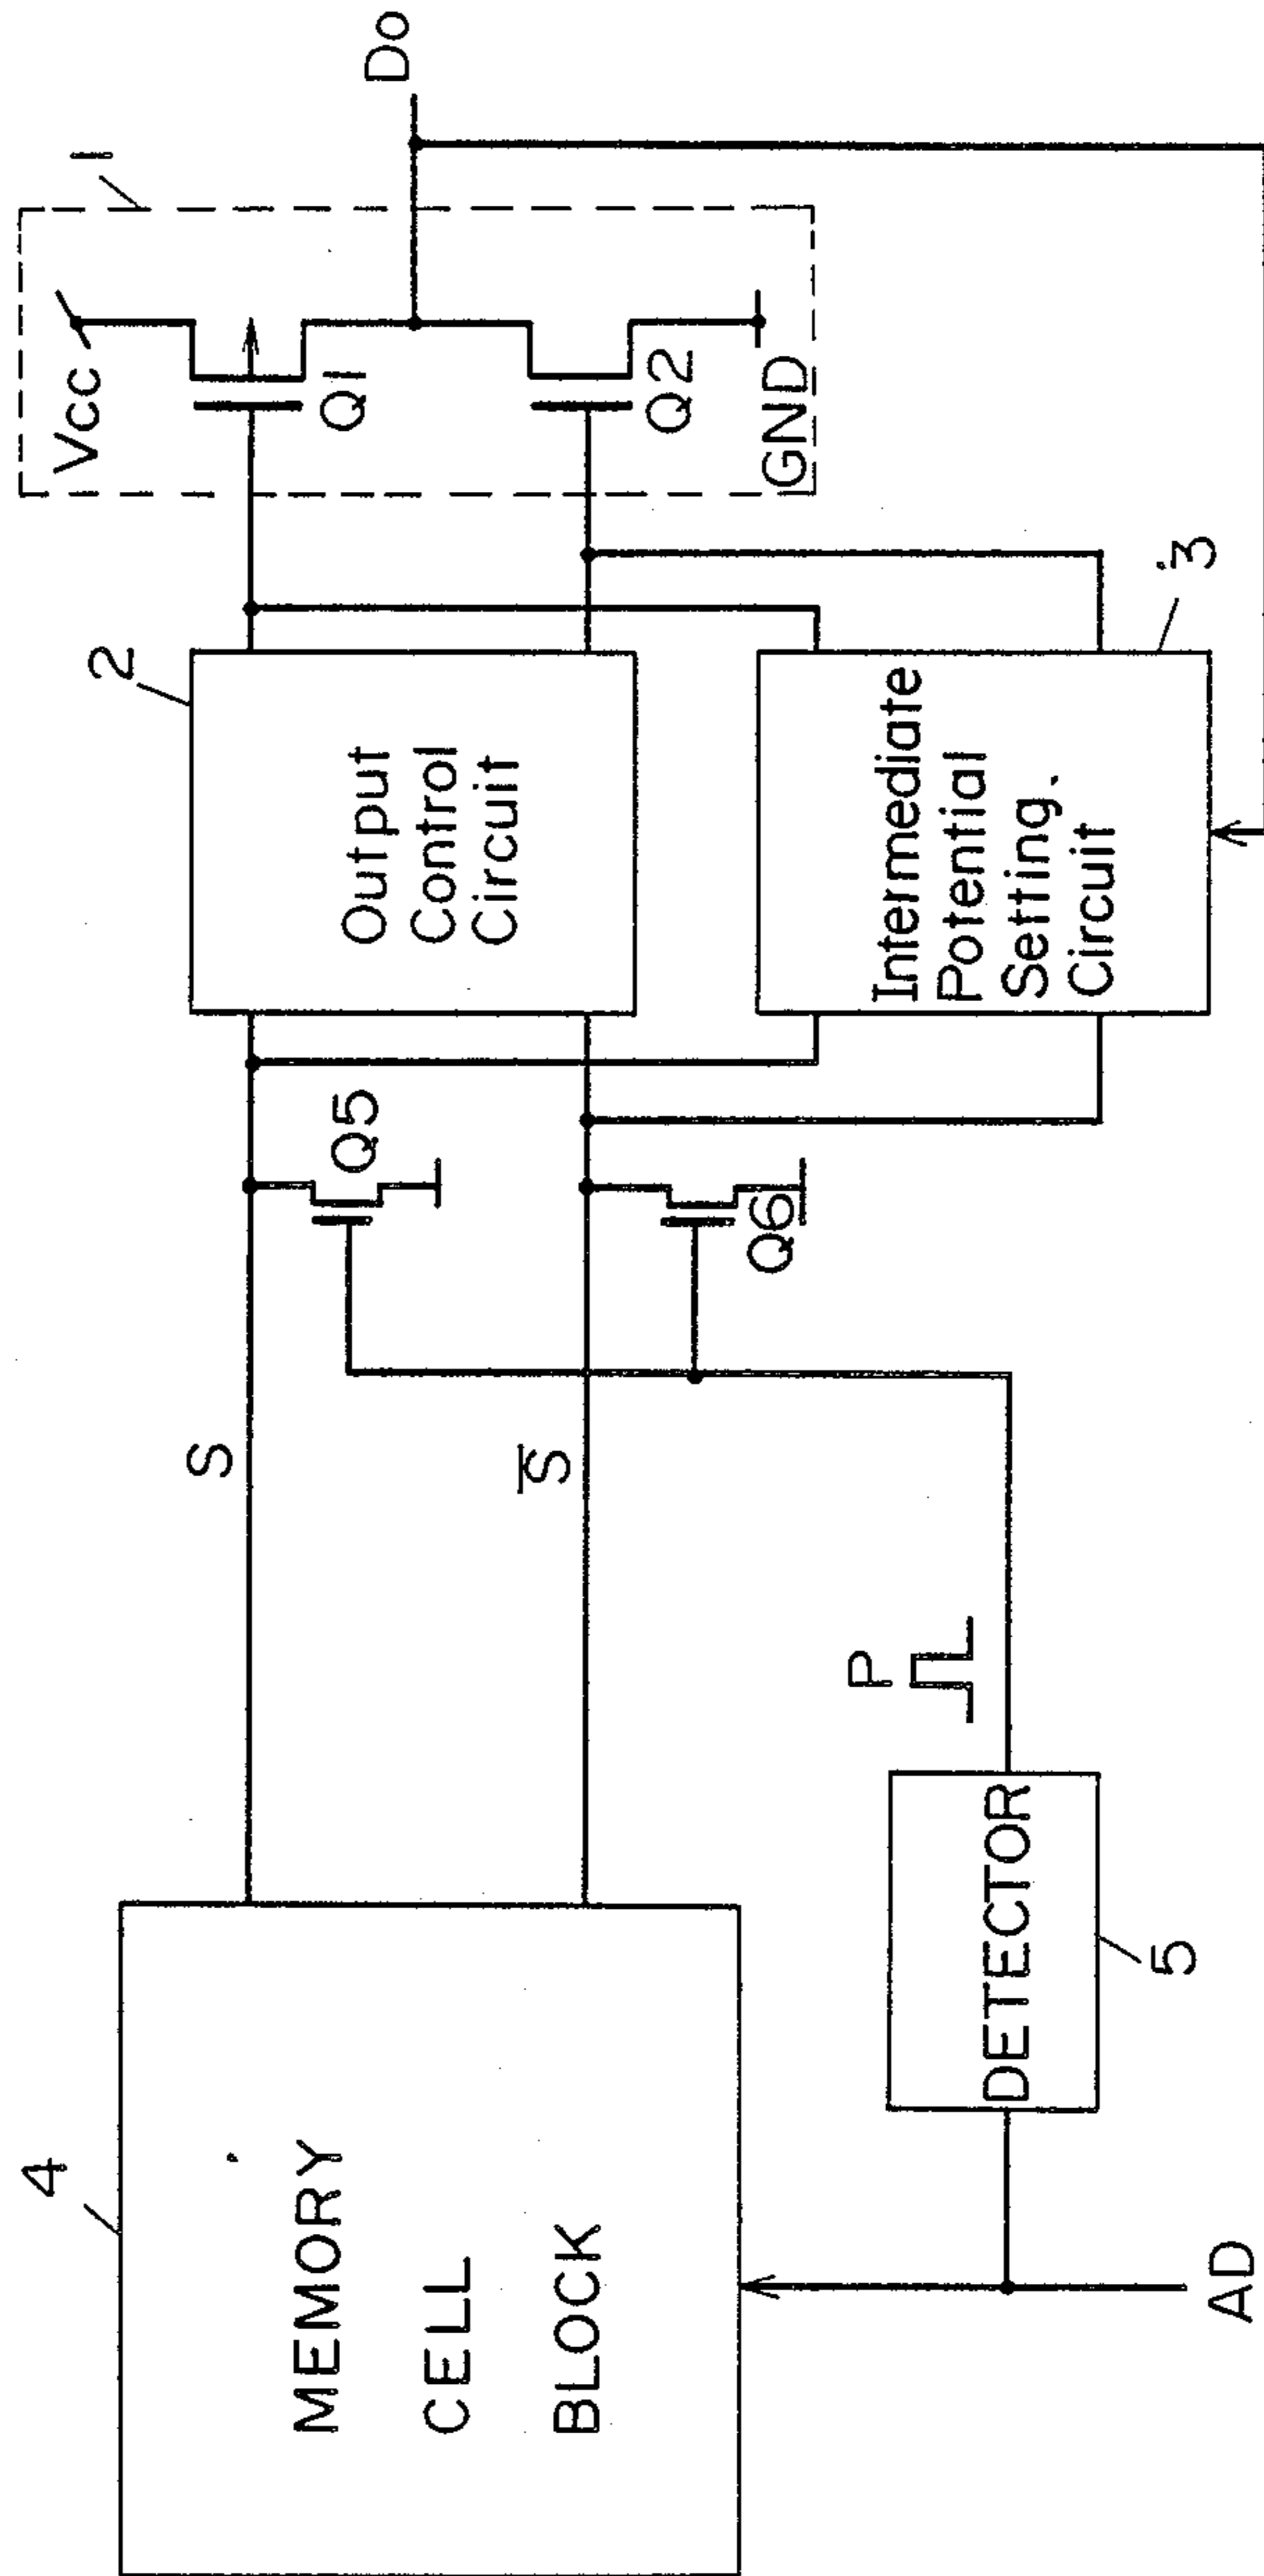 4
MEMORY
CELL
BLOCK
AD
DETECTOR
5
P
S
S̅
Q5
Q6
2
Output
Control
Circuit
Intermediate
Potential
Setting.
Circuit
3
1
Vcc
Q1
Q2
GND
Do